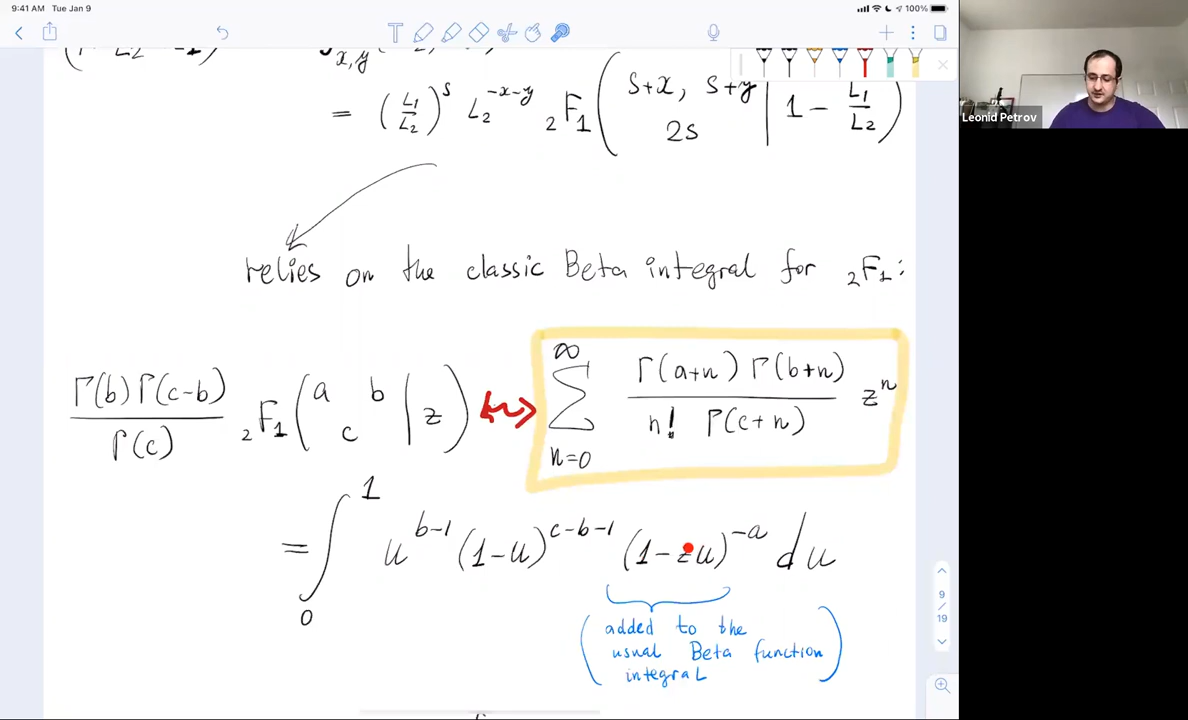 9:41 AM Tue Jan 9
100%
x,y
= (L₁/L₂)^s L₂^{-x-y} ₂F₁ ( s+x, s+y 2s | 1 - L₁/L₂ )
relies on the classic Beta integral for ₂F₁:
Γ(b)Γ(c-b)/Γ(c) ₂F₁ ( a b c | z ) ↔ ∑_{n=0}^{∞} Γ(a+n) Γ(b+n) / n! Γ(c+n) z^n
= ∫_0^1 u^{b-1} (1-u)^{c-b-1} (1-zu)^{-a} du
( added to the
usual Beta function
integral )
T
9
/
19
Leonid Petrov